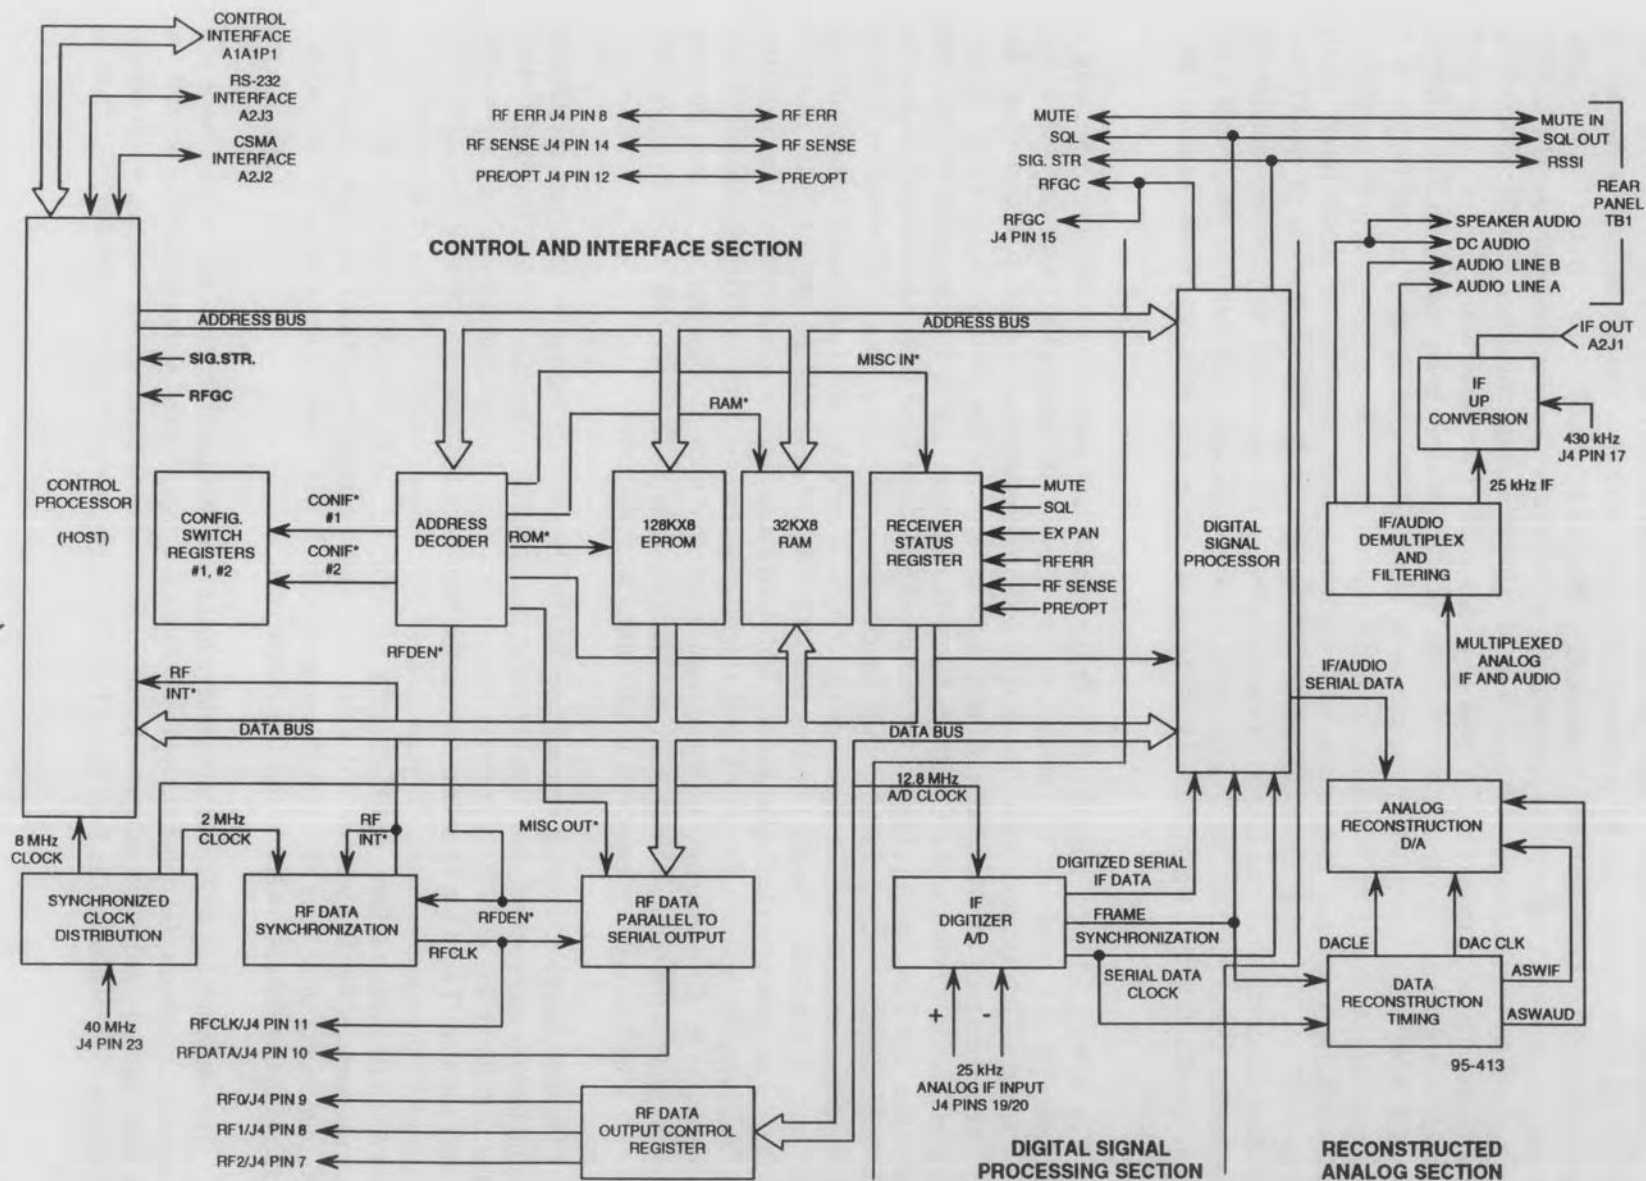 CONTROL
INTERFACE
A1A1P1
RS-232
INTERFACE
A2J3
CSMA
INTERFACE
A2J2
RF ERR J4 PIN 8
RF ERR
RF SENSE J4 PIN 14
RF SENSE
PRE/OPT J4 PIN 12
PRE/OPT
MUTE
SQL
SIG. STR
RFGC
RFGC
J4 PIN 15
MUTE IN
SQL OUT
RSSI
REAR
PANEL
TB1
SPEAKER AUDIO
DC AUDIO
AUDIO LINE B
AUDIO LINE A
IF OUT
A2J1
CONTROL AND INTERFACE SECTION
ADDRESS BUS
ADDRESS BUS
SIG.STR.
RFGC
MISC IN*
RAM*
CONTROL
PROCESSOR
(HOST)
CONFIG.
SWITCH
REGISTERS
#1, #2
CONIF*
#1
CONIF*
#2
ADDRESS
DECODER
ROM*
128KX8
EPROM
32KX8
RAM
RECEIVER
STATUS
REGISTER
MUTE
SQL
EX PAN
RFERR
RF SENSE
PRE/OPT
DIGITAL
SIGNAL
PROCESSOR
IF
UP
CONVERSION
430 kHz
J4 PIN 17
25 kHz IF
IF/AUDIO
DEMULTIPLEX
AND
FILTERING
MULTIPLEXED
ANALOG
IF AND AUDIO
IF/AUDIO
SERIAL DATA
RFDEN*
RF
INT*
DATA BUS
DATA BUS
12.8 MHz
A/D CLOCK
8 MHz
CLOCK
2 MHz
CLOCK
RF
INT*
MISC OUT*
SYNCHRONIZED
CLOCK
DISTRIBUTION
RF DATA
SYNCHRONIZATION
RFDEN*
RFCLK
RF DATA
PARALLEL TO
SERIAL OUTPUT
IF
DIGITIZER
A/D
DIGITIZED SERIAL
IF DATA
FRAME
SYNCHRONIZATION
SERIAL DATA
CLOCK
ANALOG
RECONSTRUCTION
D/A
DACLE
DAC CLK
ASWIF
ASWAUD
DATA
RECONSTRUCTION
TIMING
95-413
40 MHz
J4 PIN 23
RFCLK/J4 PIN 11
RFDATA/J4 PIN 10
RF0/J4 PIN 9
RF1/J4 PIN 8
RF2/J4 PIN 7
RF DATA
OUTPUT CONTROL
REGISTER
+ -
25 kHz
ANALOG IF INPUT
J4 PINS 19/20
DIGITAL SIGNAL
PROCESSING SECTION
RECONSTRUCTED
ANALOG SECTION